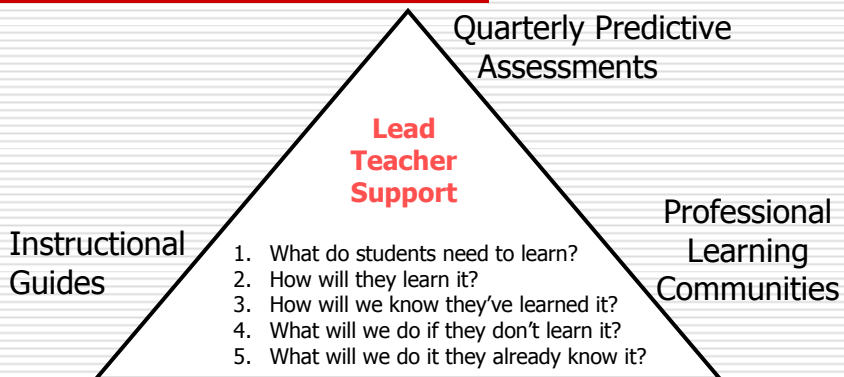 Quarterly Predictive
Assessments
Lead
Teacher
Support
Instructional
Guides
Professional
Learning
Communities
1. What do students need to learn?
2. How will they learn it?
3. How will we know they've learned it?
4. What will we do if they don't learn it?
5. What will we do it they already know it?